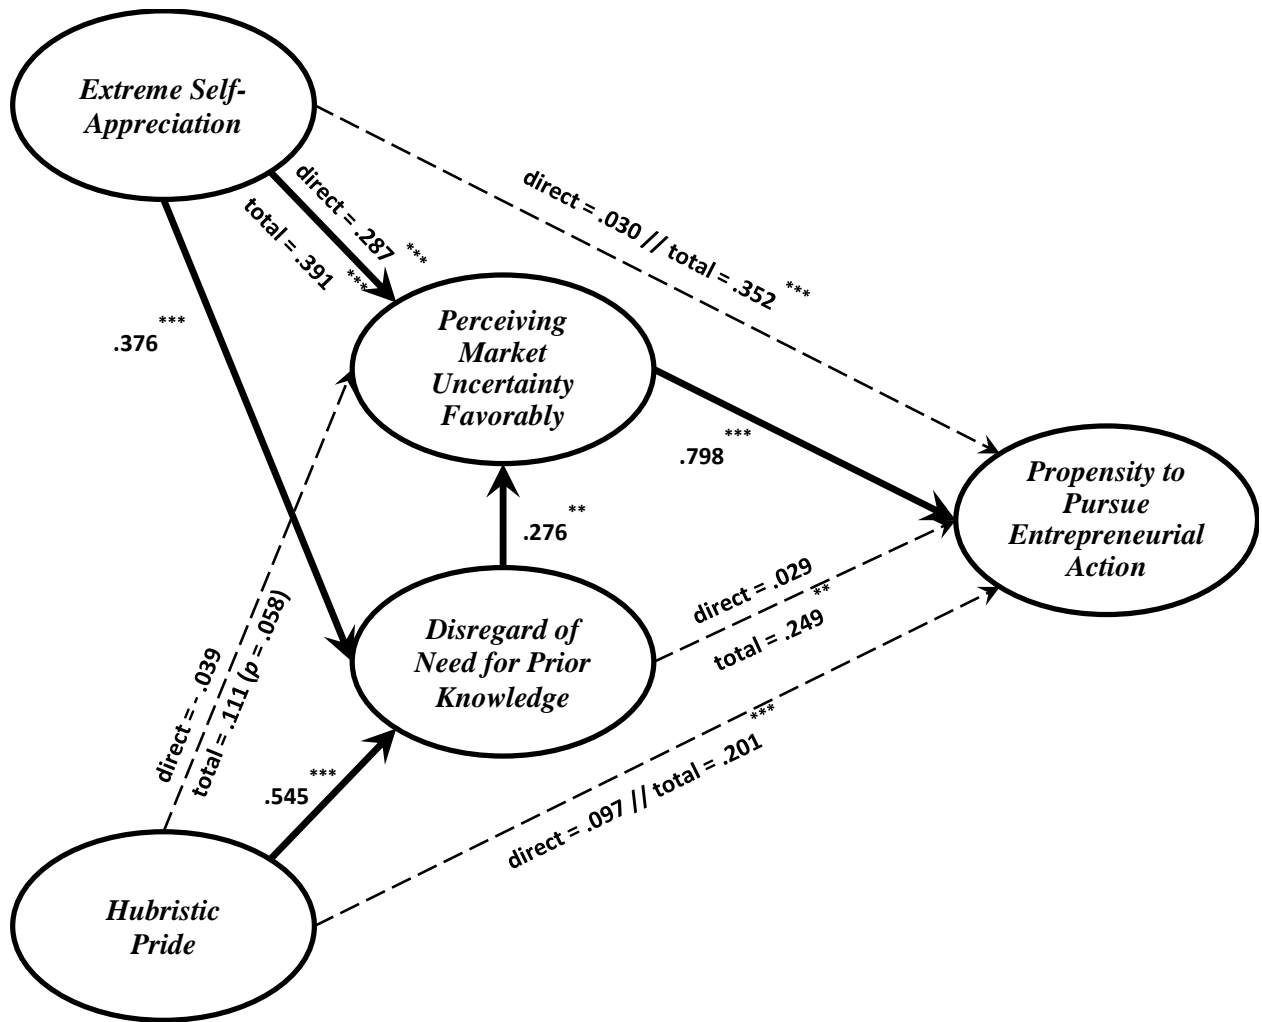 Extreme Self-
Appreciation
direct = .287 ***
total = .391 ***
direct = .030 // total = .352 ***
.376***
Perceiving
Market
Uncertainty
Favorably
.798***
Propensity to
Pursue
Entrepreneurial
Action
.276**
direct = .029
total = .249**
Disregard of
Need for Prior
Knowledge
direct = - .039
total = .111 (p = .058)
.545***
direct = .097 // total = .201***
Hubristic
Pride